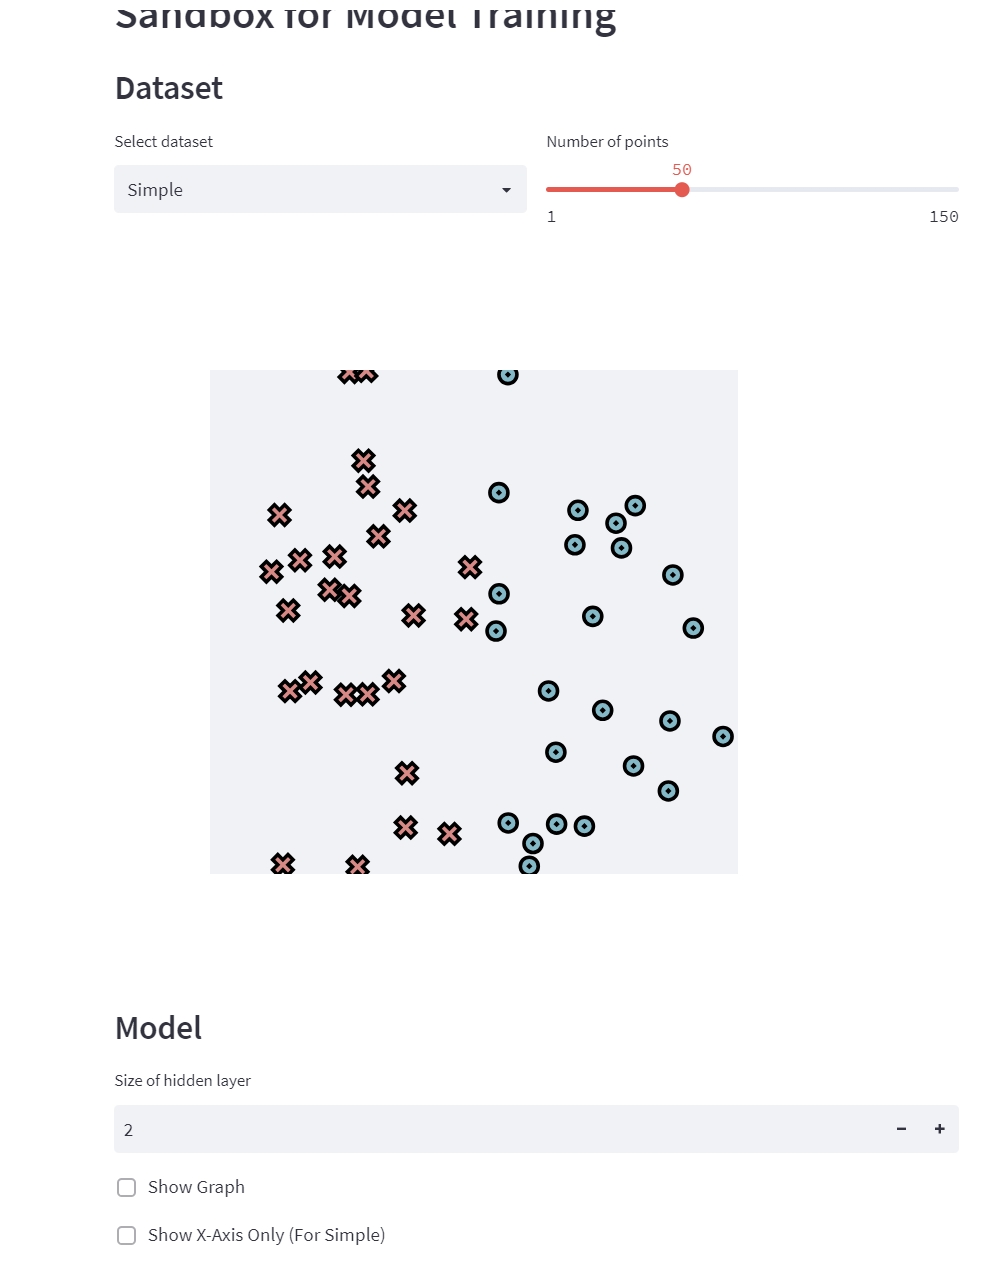 Sandbox for Model Training
Dataset
Select dataset
Number of points
50
Simple
1
150
Model
Size of hidden layer
2
Show Graph
Show X-Axis Only (For Simple)